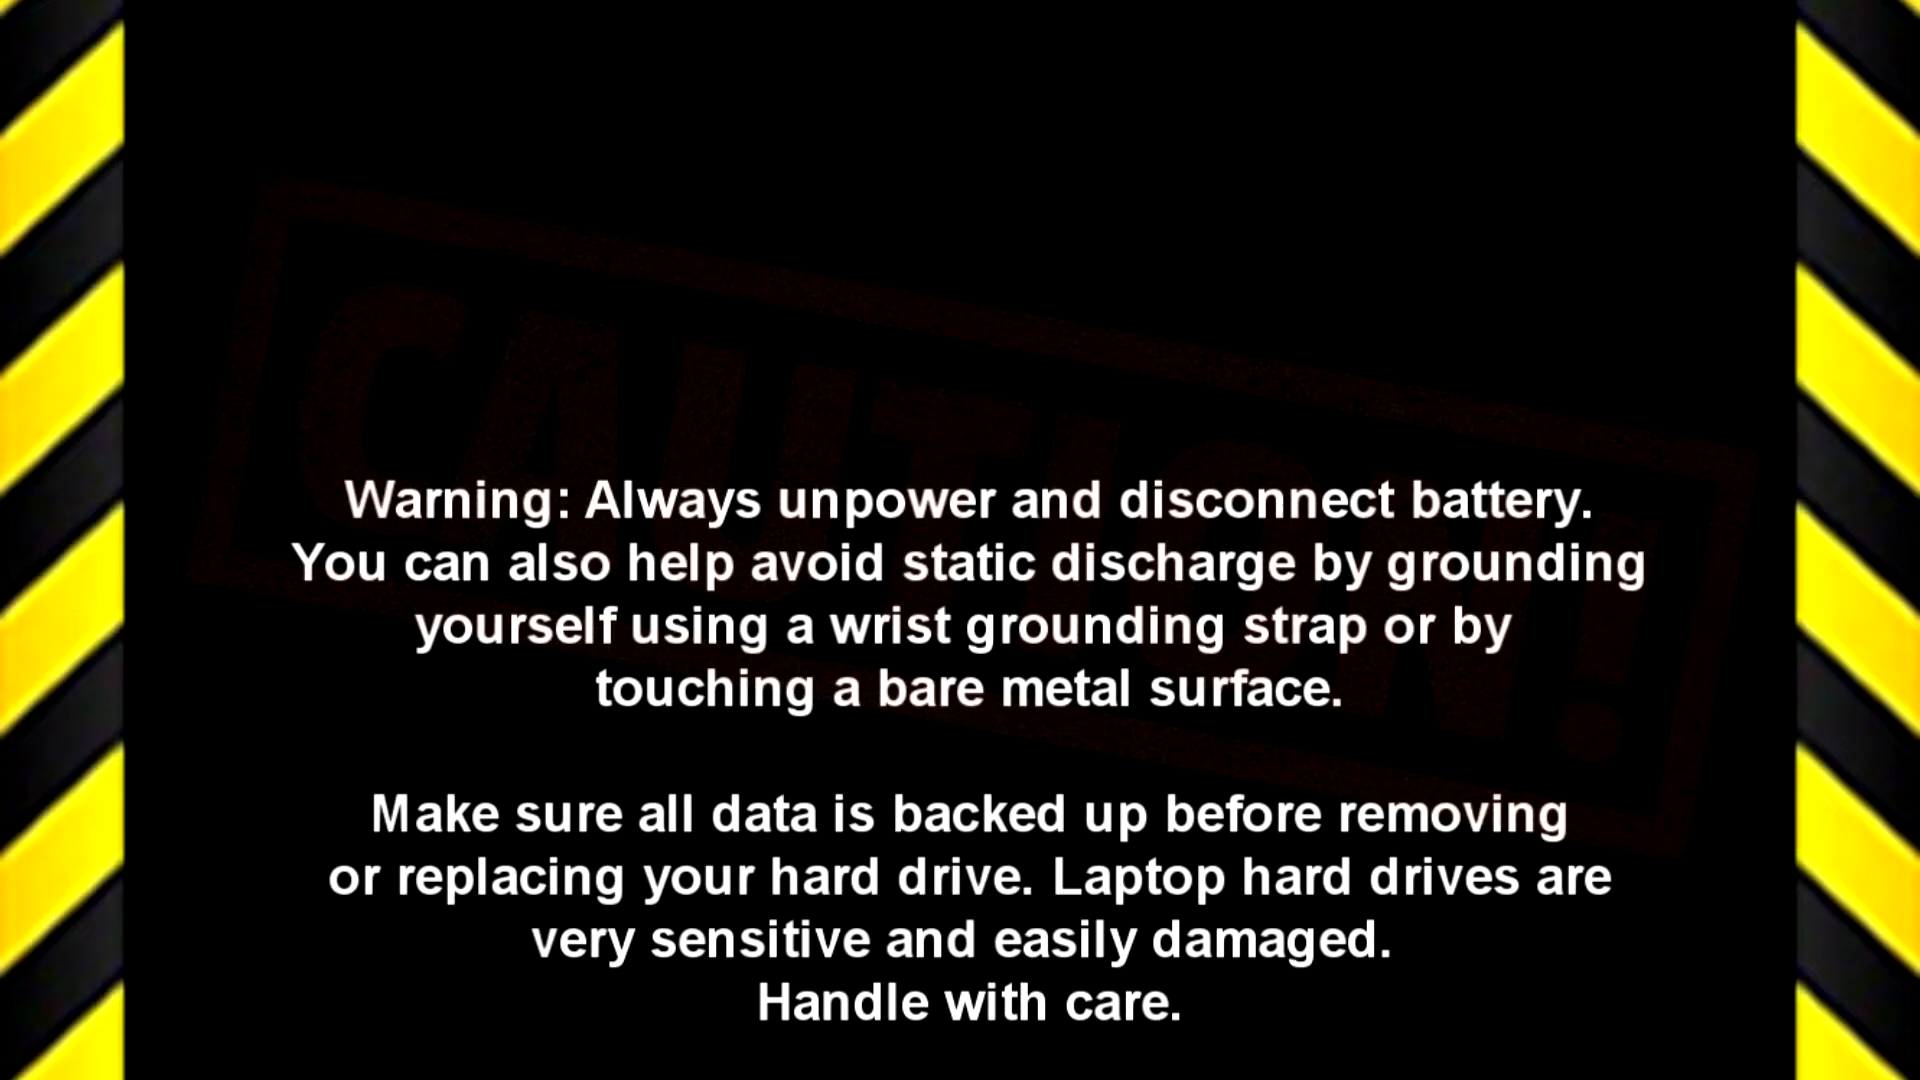 CAUTION!
Warning: Always unpower and disconnect battery.
You can also help avoid static discharge by grounding
yourself using a wrist grounding strap or by
touching a bare metal surface.
Make sure all data is backed up before removing
or replacing your hard drive. Laptop hard drives are
very sensitive and easily damaged.
Handle with care.